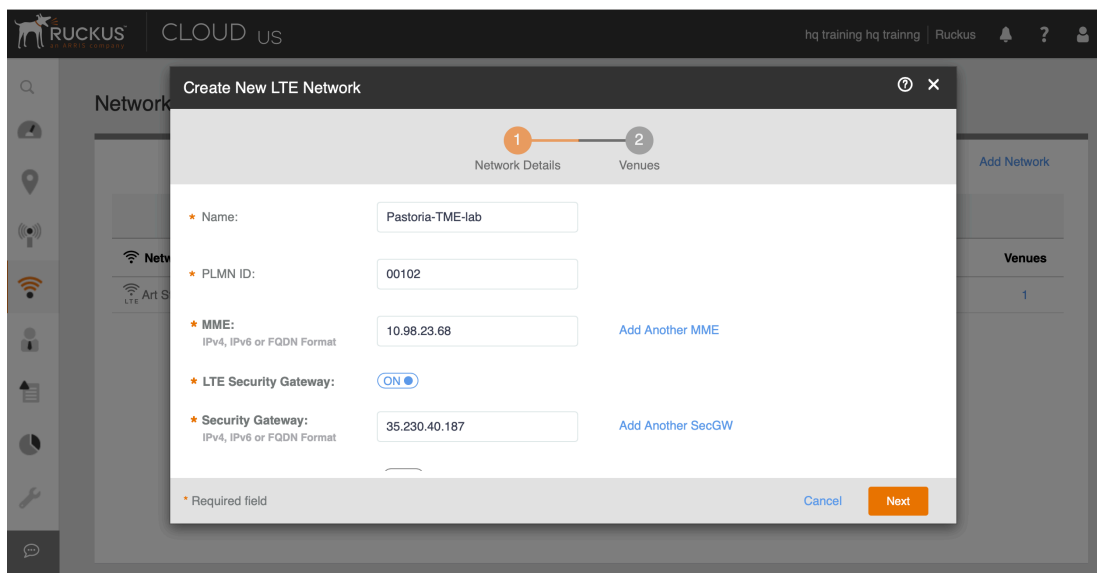 RUCKUS
an ARRIS company
CLOUD US
hq training hq trainng | Ruckus
?
Network
Create New LTE Network
?
1
2
Network Details
Venues
Add Network
* Name:
Pastoria-TME-lab
* PLMN ID:
00102
Netw
Venues
LTE Art S
1
* MME:
IPv4, IPv6 or FQDN Format
10.98.23.68
Add Another MME
* LTE Security Gateway:
ON
* Security Gateway:
IPv4, IPv6 or FQDN Format
35.230.40.187
Add Another SecGW
* Required field
Cancel
Next